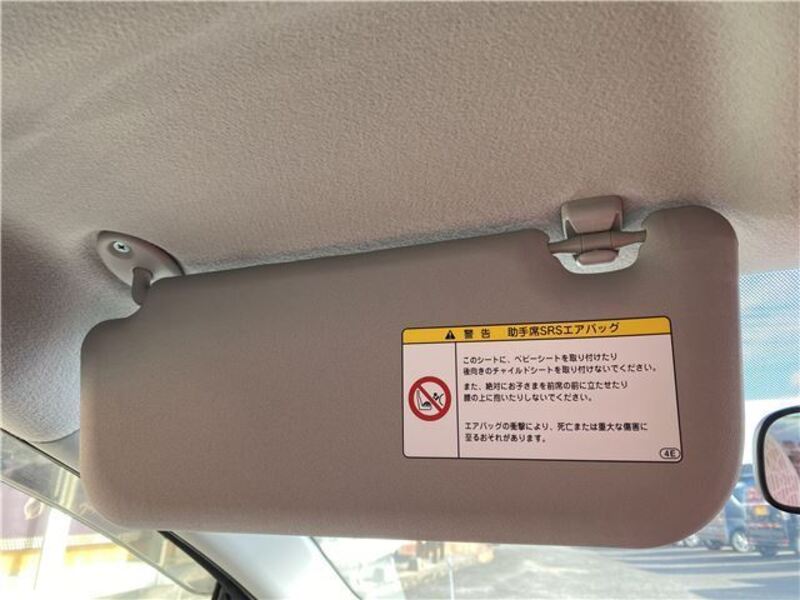 警告 助手席SRSエアバッグ
このシートに、ベビーシートを取り付けたり
後向きのチャイルドシートを取り付けないでください。
また、絶対にお子さまを前席の前に立たせたり
膝の上に抱いたりしないでください。
エアバッグの衝撃により、死亡または重大な傷害に
至るおそれがあります。
4E